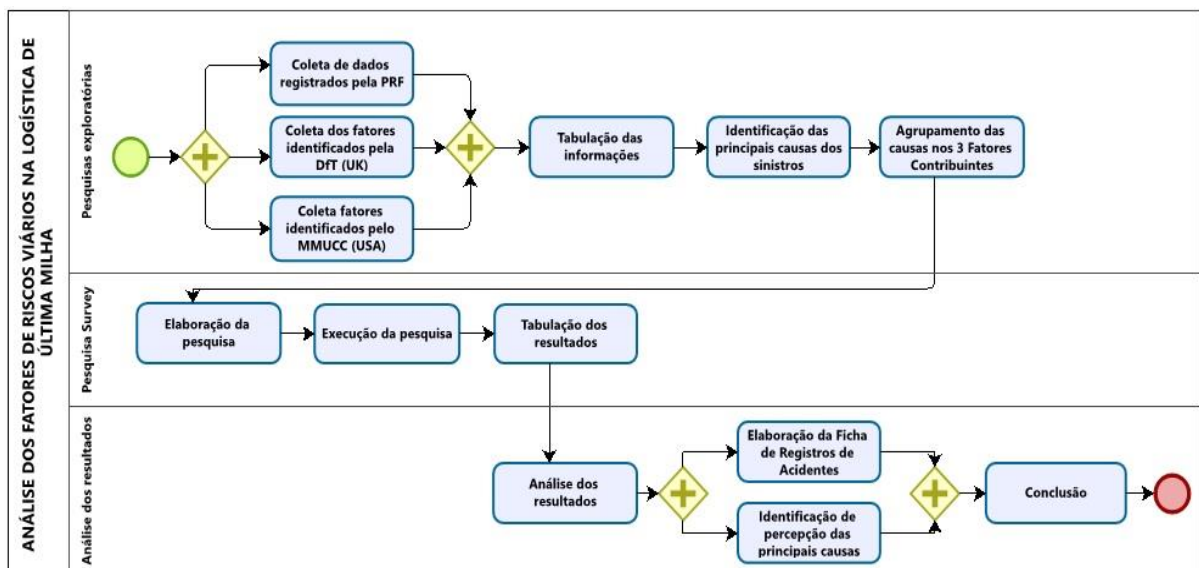 ANÁLISE DOS FATORES DE RISCOS VIÁRIOS NA LOGÍSTICA DE
ÚLTIMA MILHA
Pesquisas exploratórias
Coleta de dados
registrados pela PRF
Coleta dos fatores
identificados pela
DfT (UK)
Coleta fatores
identificados pelo
MMUCC (USA)
Tabulação das
informações
Identificação das
principais causas dos
sinistros
Agrupamento das
causas nos 3 Fatores
Contribuintes
Pesquisa Survey
Elaboração da
pesquisa
Execução da pesquisa
Tabulação dos
resultados
Análise dos resultados
Análise dos
resultados
Elaboração da Ficha
de Registros de
Acidentes
Identificação de
percepção das
principais causas
Conclusão